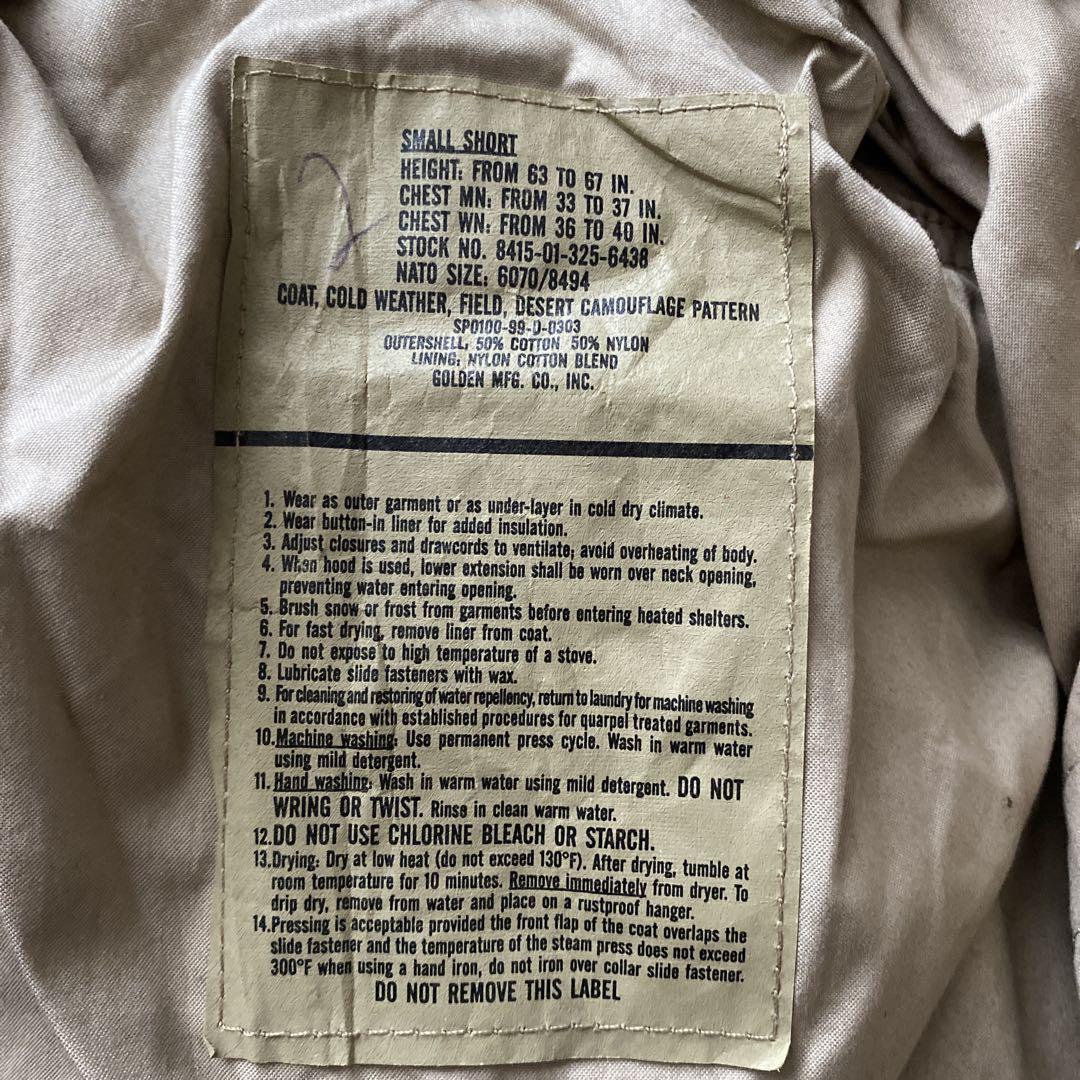 2
SMALL SHORT
HEIGHT: FROM 63 TO 67 IN.
CHEST MN: FROM 33 TO 37 IN.
CHEST WN: FROM 36 TO 40 IN.
STOCK NO. 8415-01-325-6438
NATO SIZE: 6070/8494
COAT, COLD WEATHER, FIELD, DESERT CAMOUFLAGE PATTERN
SP0100-99-D-0303
OUTERSHELL, 50% COTTON 50% NYLON
LINING: NYLON COTTON BLEND
GOLDEN MFG. CO., INC.
1. Wear as outer garment or as under-layer in cold dry climate.
2. Wear button-in liner for added insulation.
3. Adjust closures and drawcords to ventilate; avoid overheating of body.
4. When hood is used, lower extension shall be worn over neck opening,
preventing water entering opening.
5. Brush snow or frost from garments before entering heated shelters.
6. For fast drying, remove liner from coat.
7. Do not expose to high temperature of a stove.
8. Lubricate slide fasteners with wax.
9. For cleaning and restoring of water repellency, return to laundry for machine washing
in accordance with established procedures for quarpel treated garments.
10. Machine washing: Use permanent press cycle. Wash in warm water
using mild detergent.
11. Hand washing: Wash in warm water using mild detergent. DO NOT
WRING OR TWIST. Rinse in clean warm water.
12. DO NOT USE CHLORINE BLEACH OR STARCH.
13. Drying: Dry at low heat (do not exceed 130°F). After drying, tumble at
room temperature for 10 minutes. Remove immediately from dryer. To
drip dry, remove from water and place on a rustproof hanger.
14. Pressing is acceptable provided the front flap of the coat overlaps the
slide fastener and the temperature of the steam press does not exceed
300°F when using a hand iron, do not iron over collar slide fastener.
DO NOT REMOVE THIS LABEL